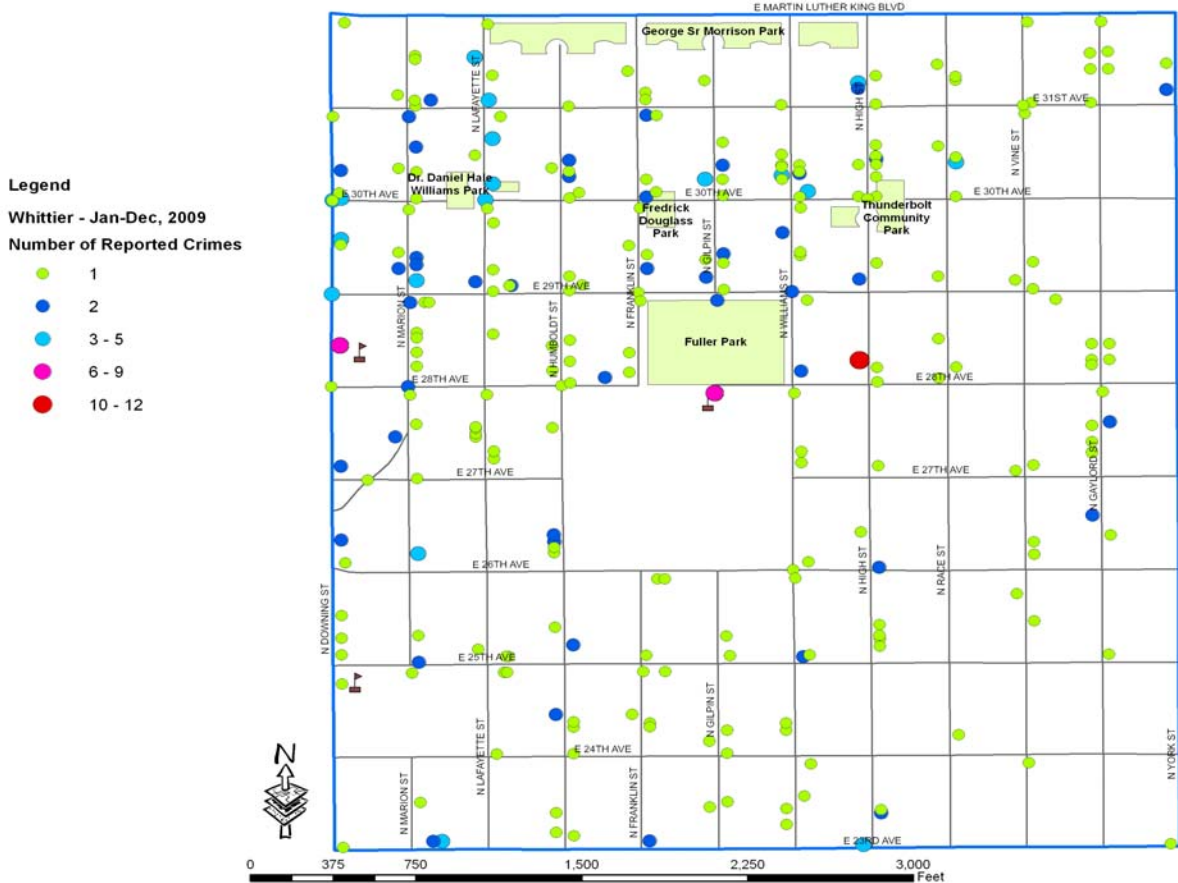 E MARTIN LUTHER KING BLVD
George Sr Morrison Park
N LAFAYETTE ST
N HIGH ST
E 31ST AVE
N VINE ST
Legend
Whittier - Jan-Dec, 2009
Number of Reported Crimes
1
2
3 - 5
6 - 9
10 - 12
Dr. Daniel Hale
Williams Park
E 30TH AVE
E 30TH AVE
E 30TH AVE
Fredrick
Douglass
Park
Thunderbolt
Community
Park
N GILPIN ST
N MARION ST
E 29TH AVE
N FRANKLIN ST
N WILLIAMS ST
N HUMBOLDT ST
Fuller Park
E 28TH AVE
E 28TH AVE
E 27TH AVE
E 27TH AVE
N GAYLORD ST
E 26TH AVE
N HIGH ST
N RACE ST
N DOWNING ST
E 25TH AVE
N GILPIN ST
N LAFAYETTE ST
E 24TH AVE
N YORK ST
N MARION ST
N FRANKLIN ST
N
E 23RD AVE
0 375 750 1,500 2,250 3,000
Feet